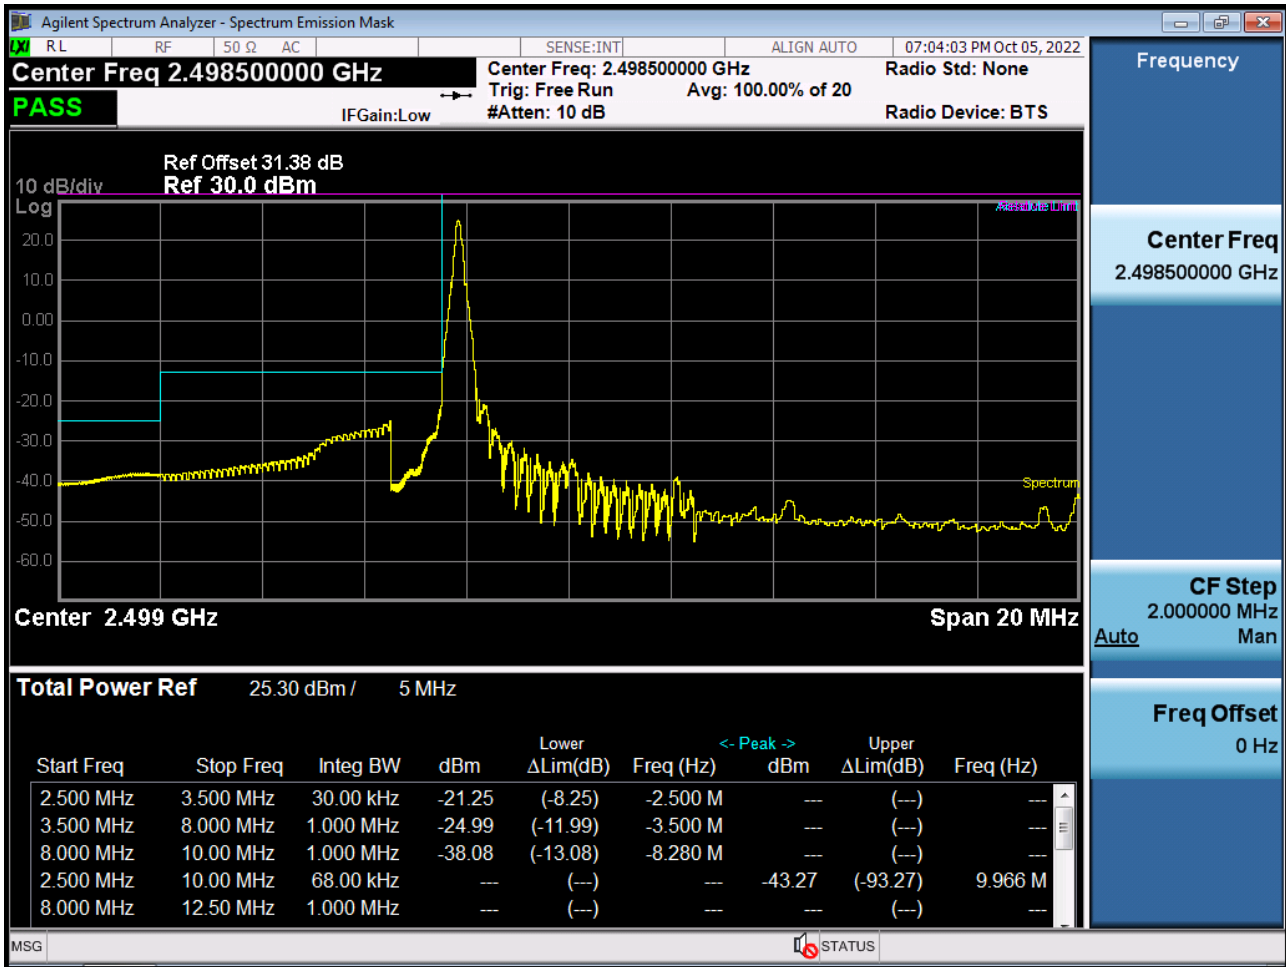 Agilent Spectrum Analyzer - Spectrum Emission Mask
LXI RL RF 50 Ω AC SENSE:INT ALIGN AUTO 07:04:03 PM Oct 05, 2022
Center Freq 2.498500000 GHz
Center Freq: 2.498500000 GHz Radio Std: None
Trig: Free Run Avg: 100.00% of 20
PASS
IFGain:Low #Atten: 10 dB Radio Device: BTS
Ref Offset 31.38 dB
10 dB/div Ref 30.0 dBm
Log
Absolute Limit
20.0
10.0
0.00
-10.0
-20.0
-30.0
-40.0
Spectrum
-50.0
-60.0
Center 2.499 GHz Span 20 MHz
Total Power Ref 25.30 dBm / 5 MHz
Lower <- Peak -> Upper
Start Freq Stop Freq Integ BW dBm ΔLim(dB) Freq (Hz) dBm ΔLim(dB) Freq (Hz)
2.500 MHz 3.500 MHz 30.00 kHz -21.25 (-8.25) -2.500 M --- (---) ---
3.500 MHz 8.000 MHz 1.000 MHz -24.99 (-11.99) -3.500 M --- (---) ---
8.000 MHz 10.00 MHz 1.000 MHz -38.08 (-13.08) -8.280 M --- (---) ---
2.500 MHz 10.00 MHz 68.00 kHz --- (---) --- -43.27 (-93.27) 9.966 M
8.000 MHz 12.50 MHz 1.000 MHz --- (---) --- --- (---) ---
MSG STATUS
Frequency
Center Freq
2.498500000 GHz
CF Step
2.000000 MHz
Auto Man
Freq Offset
0 Hz